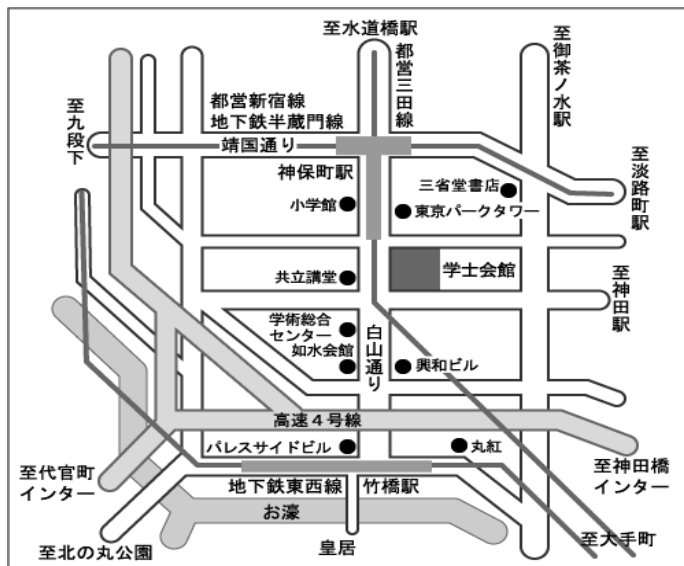 至水道橋駅
都営三田線
至御茶ノ水駅
至九段下
都営新宿線
地下鉄半蔵門線
靖国通り
神保町駅
三省堂書店
至淡路町駅
小学館
東京パークタワー
共立講堂
学士会館
至神田駅
学術総合
センター
如水会館
白山通り
興和ビル
高速４号線
パレスサイドビル
丸紅
至代官町
インター
地下鉄東西線
竹橋駅
至神田橋
インター
お濠
至大手町
至北の丸公園
皇居